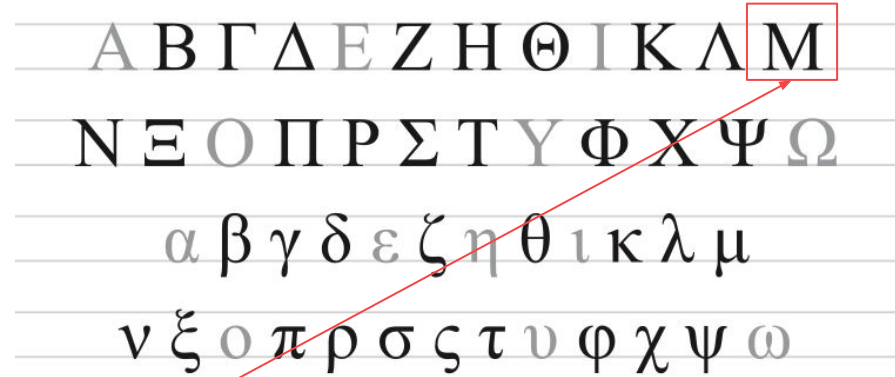 Α Β Γ Δ Ε Ζ Η Θ Ι Κ Λ Μ
Ν Ξ Ο Π Ρ Σ Τ Υ Φ Χ Ψ Ω
α β γ δ ε ζ η θ ι κ λ μ
ν ξ ο π ρ σ ς τ υ φ χ ψ ω